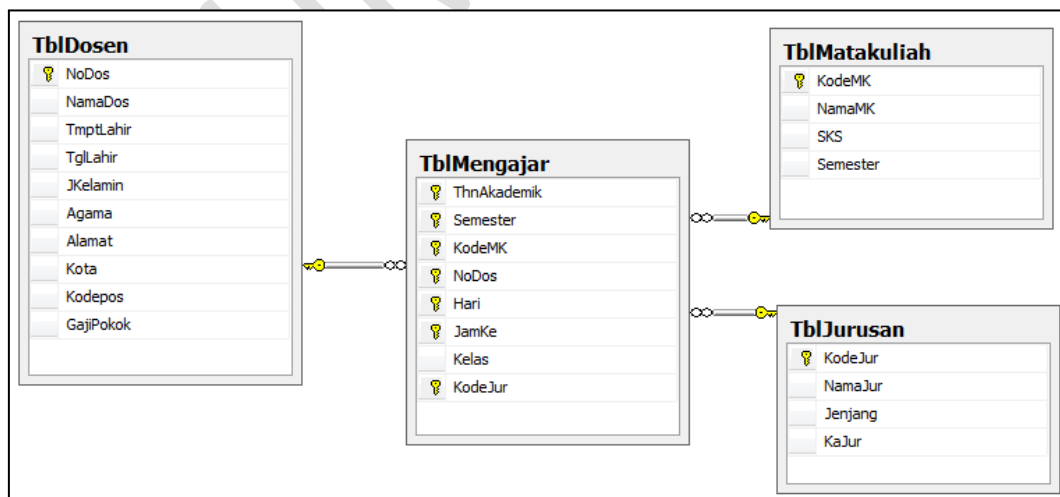 TblDosen
NoDos
NamaDos
TmptLahir
TglLahir
JKelamin
Agama
Alamat
Kota
Kodepos
GajiPokok
TblMengajar
ThnAkademik
Semester
KodeMK
NoDos
Hari
JamKe
Kelas
KodeJur
TblMatakuliah
KodeMK
NamaMK
SKS
Semester
TblJurusan
KodeJur
NamaJur
Jenjang
KaJur